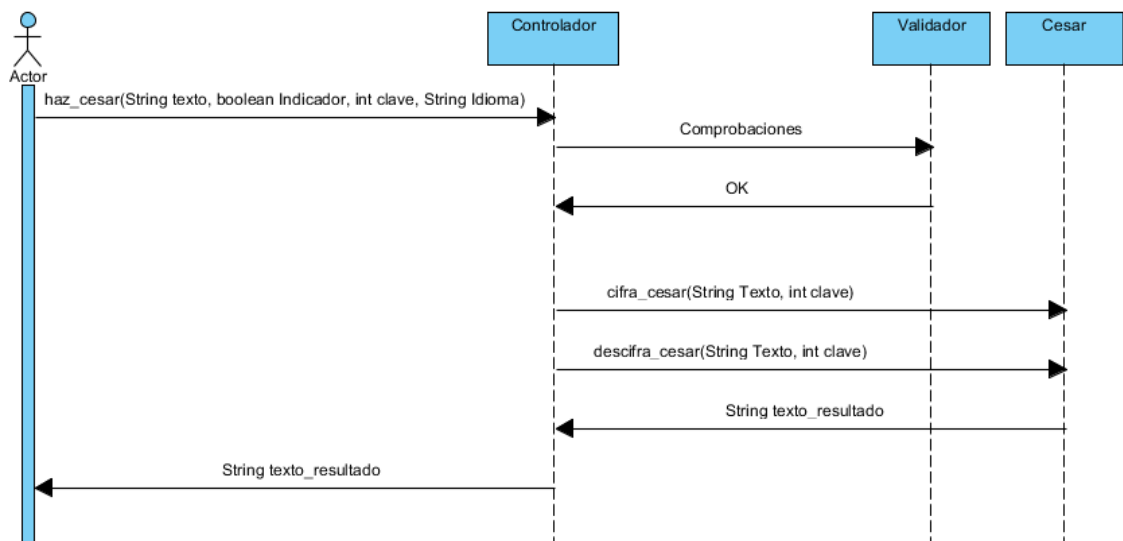 Controlador
Validador
Cesar
Actor
haz_cesar(String texto, boolean Indicador, int clave, String Idioma)
Comprobaciones
OK
cifra_cesar(String Texto, int clave)
descifra_cesar(String Texto, int clave)
String texto_resultado
String texto_resultado